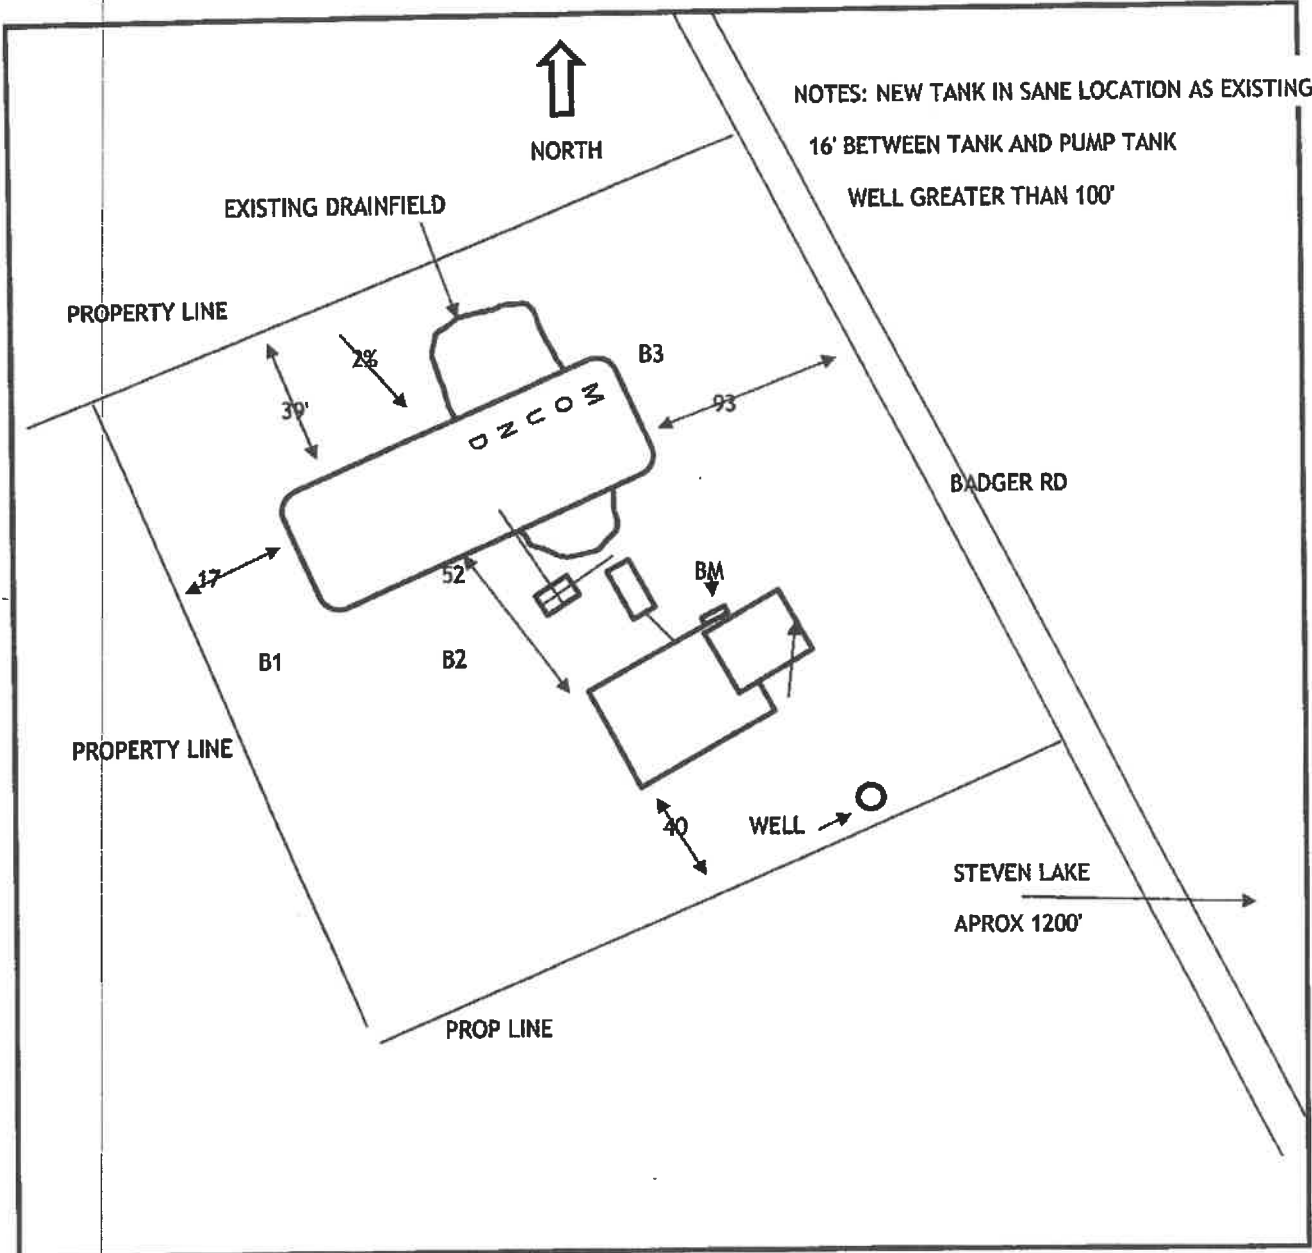 NOTES: NEW TANK IN SANE LOCATION AS EXISTING
16' BETWEEN TANK AND PUMP TANK
WELL GREATER THAN 100'
NORTH
EXISTING DRAINFIELD
PROPERTY LINE
2%
39'
B3
MOUND
93
BADGER RD
17
52
BM
B1
B2
PROPERTY LINE
40
WELL
STEVEN LAKE
APROX 1200'
PROP LINE